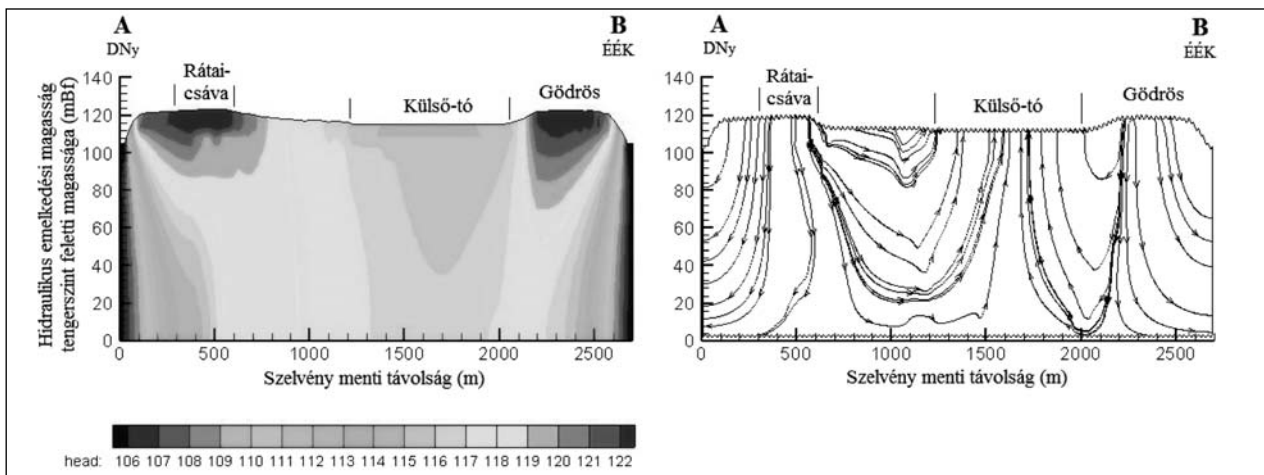 A
DNy
B
ÉÉK
Rátai-
csáva
Külső-tó
Gödrös
Hidraulikus emelkedési magasság
tengerszint feletti magassága (mBf)
140
120
100
80
60
40
20
0
0 500 1000 1500 2000 2500
Szelvény menti távolság (m)
head: 106 107 108 109 110 111 112 113 114 115 116 117 118 119 120 121 122
A
DNy
B
ÉÉK
Rátai-
csáva
Külső-tó
Gödrös
140
120
100
80
60
40
20
0
0 500 1000 1500 2000 2500
Szelvény menti távolság (m)